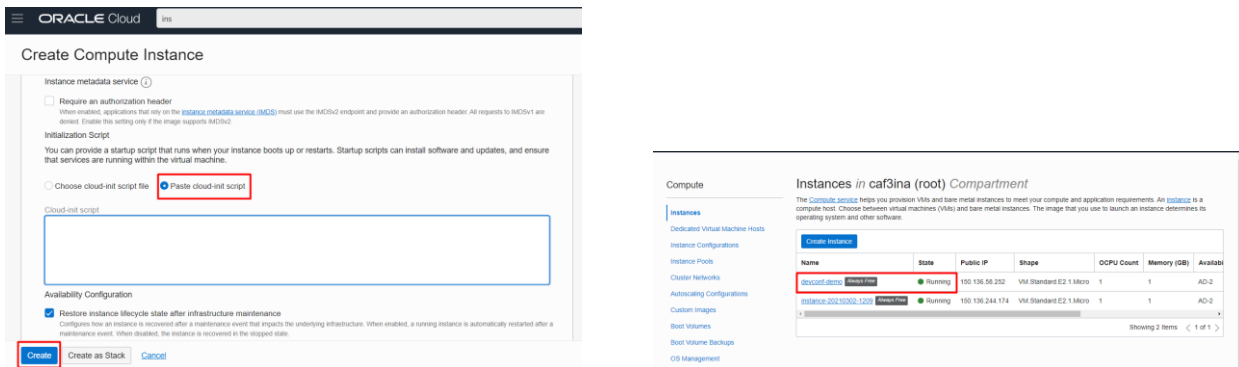 ORACLE Cloud
ins
Create Compute Instance
Instance metadata service
Require an authorization header
When enabled, applications that rely on the instance metadata service (IMDS) must use the IMDSv2 endpoint and provide an authorization header. All requests to IMDSv1 are
denied. Enable this setting only if the image supports IMDSv2.
Initialization Script
You can provide a startup script that runs when your instance boots up or restarts. Startup scripts can install software and updates, and ensure
that services are running within the virtual machine.
Choose cloud-init script file Paste cloud-init script
Cloud-init script
Availability Configuration
Restore instance lifecycle state after infrastructure maintenance
Configures how an instance is recovered after a maintenance event that impacts the underlying infrastructure. When enabled, a running instance is automatically restarted after a
maintenance event. When disabled, the instance is recovered in the stopped state.
Create Create as Stack Cancel
Compute
Instances
Dedicated Virtual Machine Hosts
Instance Configurations
Instance Pools
Cluster Networks
Autoscaling Configurations
Custom Images
Boot Volumes
Boot Volume Backups
OS Management
Instances in caf3ina (root) Compartment
The Compute service helps you provision VMs and bare metal instances to meet your compute and application requirements. An instance is a
compute host. Choose between virtual machines (VMs) and bare metal instances. The image that you use to launch an instance determines its
operating system and other software.
Create Instance
Name State Public IP Shape OCPU Count Memory (GB) Availabi
devconf-demo Always Free Running 150.136.58.252 VM.Standard.E2.1.Micro 1 1 AD-2
instance-20210302-1209 Always Free Running 150.136.244.174 VM.Standard.E2.1.Micro 1 1 AD-2
Showing 2 Items < 1 of 1 >